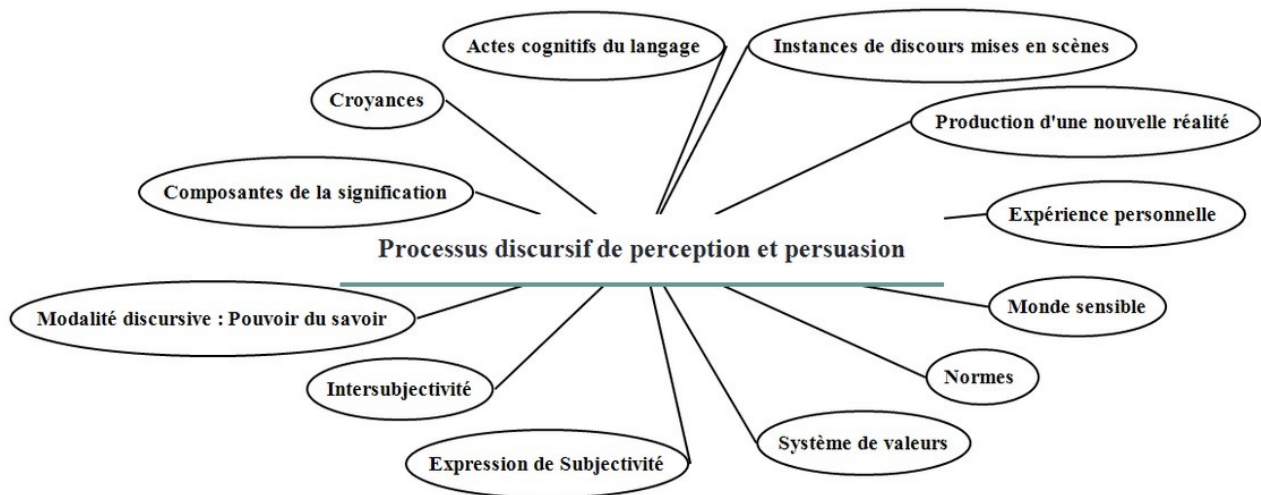 Actes cognitifs du langage
Instances de discours mises en scènes
Croyances
Production d'une nouvelle réalité
Composantes de la signification
Expérience personnelle
Processus discursif de perception et persuasion
Modalité discursive : Pouvoir du savoir
Monde sensible
Intersubjectivité
Normes
Système de valeurs
Expression de Subjectivité